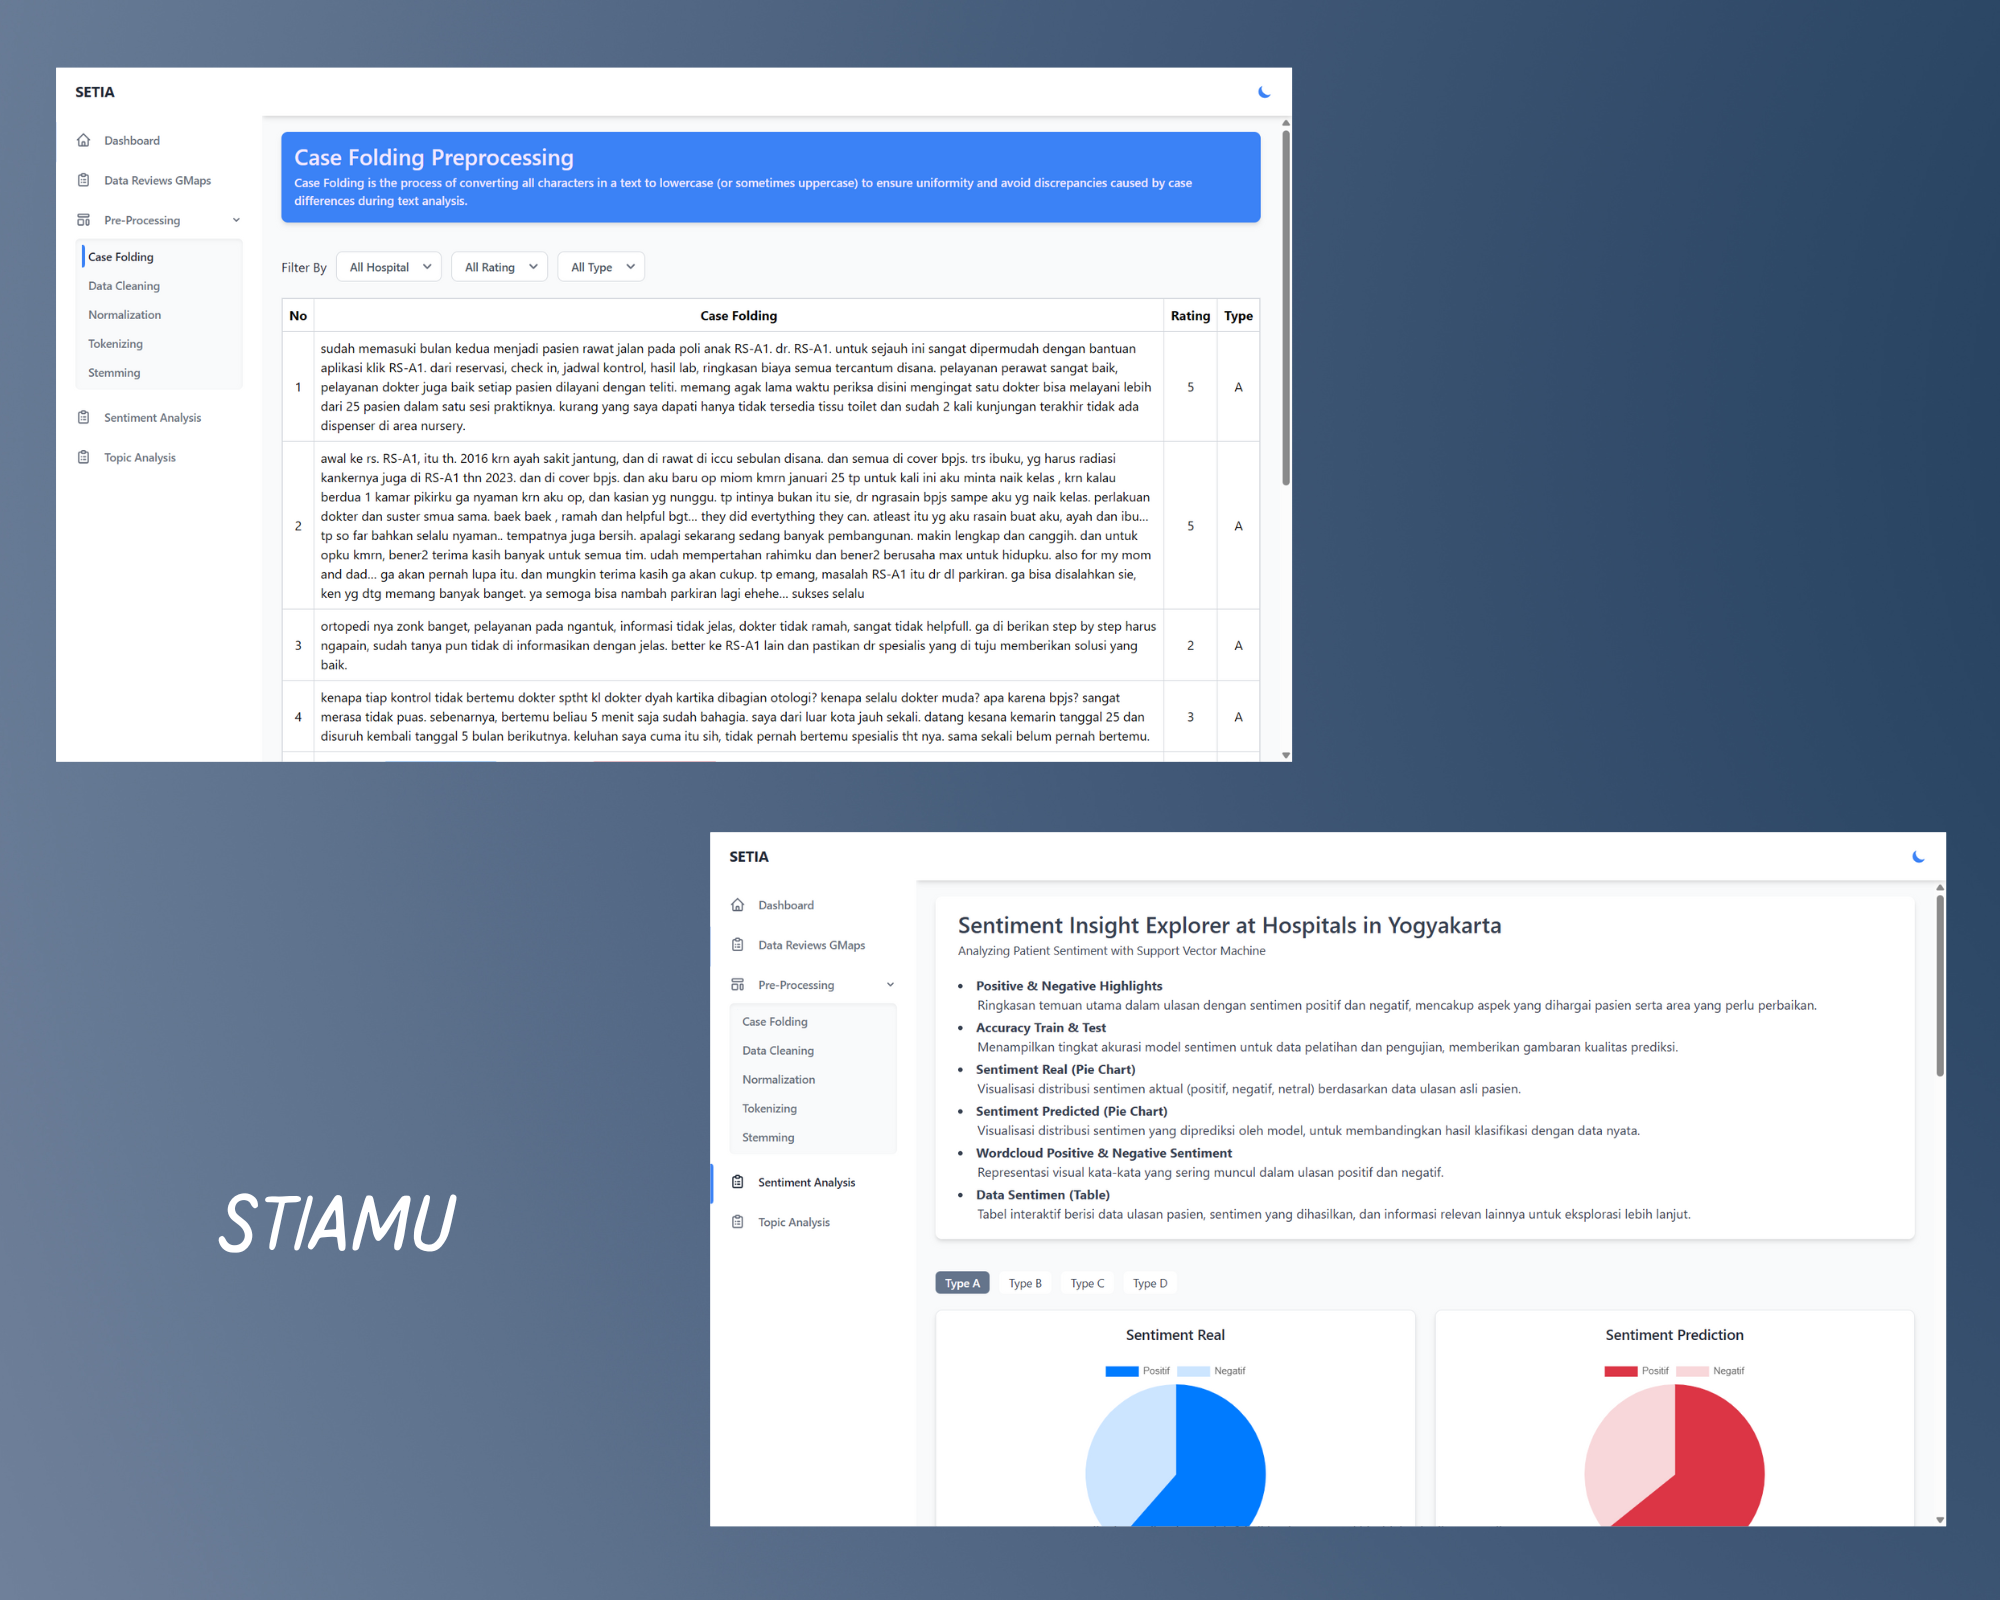 SETIA
Dashboard
Data Reviews GMaps
Pre-Processing
Case Folding
Data Cleaning
Normalization
Tokenizing
Stemming
Sentiment Analysis
Topic Analysis
Case Folding Preprocessing
Case Folding is the process of converting all characters in a text to lowercase (or sometimes uppercase) to ensure uniformity and avoid discrepancies caused by case
differences during text analysis.
Filter By All Hospital All Rating All Type
No Case Folding Rating Type
sudah memasuki bulan kedua menjadi pasien rawat jalan pada poli anak RS-A1. dr. RS-A1. untuk sejauh ini sangat dipermudah dengan bantuan
aplikasi klik RS-A1. dari reservasi, check in, jadwal kontrol, hasil lab, ringkasan biaya semua tercantum disana. pelayanan perawat sangat baik,
1 pelayanan dokter juga baik setiap pasien dilayani dengan teliti. memang agak lama waktu periksa disini mengingat satu dokter bisa melayani lebih 5 A
dari 25 pasien dalam satu sesi praktiknya. kurang yang saya dapati hanya tidak tersedia tissu toilet dan sudah 2 kali kunjungan terakhir tidak ada
dispenser di area nursery.
awal ke rs. RS-A1, itu th. 2016 krn ayah sakit jantung, dan di rawat di iccu sebulan disana. dan semua di cover bpjs. trs ibuku, yg harus radiasi
kankernya juga di RS-A1 thn 2023. dan di cover bpjs. dan aku baru op miom kmrn januari 25 tp untuk kali ini aku minta naik kelas , krn kalau
berdua 1 kamar pikirku ga nyaman krn aku op, dan kasian yg nunggu. tp intinya bukan itu sie, dr ngrasain bpjs sampe aku yg naik kelas. perlakuan
2 dokter dan suster smua sama. baek baek , ramah dan helpful bgt... they did evertything they can. atleast itu yg aku rasain buat aku, ayah dan ibu... 5 A
tp so far bahkan selalu nyaman.. tempatnya juga bersih. apalagi sekarang sedang banyak pembangunan. makin lengkap dan canggih. dan untuk
opku kmrn, bener2 terima kasih banyak untuk semua tim. udah mempertahan rahimku dan bener2 berusaha max untuk hidupku. also for my mom
and dad... ga akan pernah lupa itu. dan mungkin terima kasih ga akan cukup. tp emang, masalah RS-A1 itu dr dl parkiran. ga bisa disalahkan sie,
ken yg dtg memang banyak banget. ya semoga bisa nambah parkiran lagi ehehe... sukses selalu
ortopedi nya zonk banget, pelayanan pada ngantuk, informasi tidak jelas, dokter tidak ramah, sangat tidak helpfull. ga di berikan step by step harus
3 ngapain, sudah tanya pun tidak di informasikan dengan jelas. better ke RS-A1 lain dan pastikan dr spesialis yang di tuju memberikan solusi yang 2 A
baik.
kenapa tiap kontrol tidak bertemu dokter sptht kl dokter dyah kartika dibagian otologi? kenapa selalu dokter muda? apa karena bpjs? sangat
4 merasa tidak puas. sebenarnya, bertemu beliau 5 menit saja sudah bahagia. saya dari luar kota jauh sekali. datang kesana kemarin tanggal 25 dan 3 A
disuruh kembali tanggal 5 bulan berikutnya. keluhan saya cuma itu sih, tidak pernah bertemu spesialis tht nya. sama sekali belum pernah bertemu.
STIAMU
SETIA
Dashboard
Data Reviews GMaps
Pre-Processing
Case Folding
Data Cleaning
Normalization
Tokenizing
Stemming
Sentiment Analysis
Topic Analysis
Sentiment Insight Explorer at Hospitals in Yogyakarta
Analyzing Patient Sentiment with Support Vector Machine
• Positive & Negative Highlights
Ringkasan temuan utama dalam ulasan dengan sentimen positif dan negatif, mencakup aspek yang dihargai pasien serta area yang perlu perbaikan.
• Accuracy Train & Test
Menampilkan tingkat akurasi model sentimen untuk data pelatihan dan pengujian, memberikan gambaran kualitas prediksi.
• Sentiment Real (Pie Chart)
Visualisasi distribusi sentimen aktual (positif, negatif, netral) berdasarkan data ulasan asli pasien.
• Sentiment Predicted (Pie Chart)
Visualisasi distribusi sentimen yang diprediksi oleh model, untuk membandingkan hasil klasifikasi dengan data nyata.
• Wordcloud Positive & Negative Sentiment
Representasi visual kata-kata yang sering muncul dalam ulasan positif dan negatif.
• Data Sentimen (Table)
Tabel interaktif berisi data ulasan pasien, sentimen yang dihasilkan, dan informasi relevan lainnya untuk eksplorasi lebih lanjut.
Type A Type B Type C Type D
Sentiment Real
Positif Negatif
Sentiment Prediction
Positif Negatif